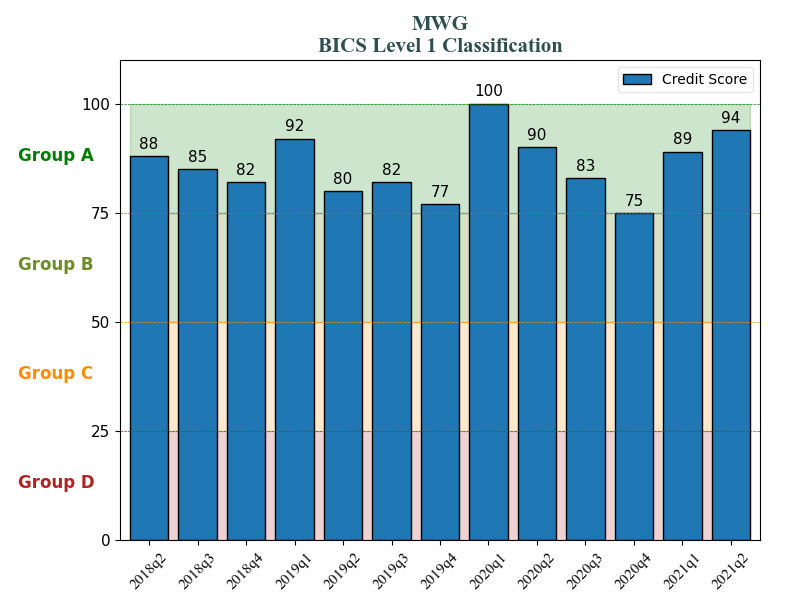 MWG
BICS Level 1 Classification
Credit Score
100
75
50
25
0
Group A
Group B
Group C
Group D
88
85
82
92
80
82
77
100
90
83
75
89
94
2018q2
2018q3
2018q4
2019q1
2019q2
2019q3
2019q4
2020q1
2020q2
2020q3
2020q4
2021q1
2021q2